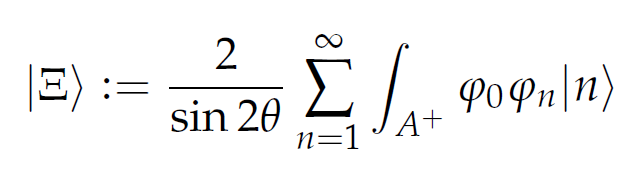 |Ξ⟩ := \frac{2}{\sin 2θ} \sum_{n=1}^{∞} \int_{A^+} φ_0 φ_n |n⟩